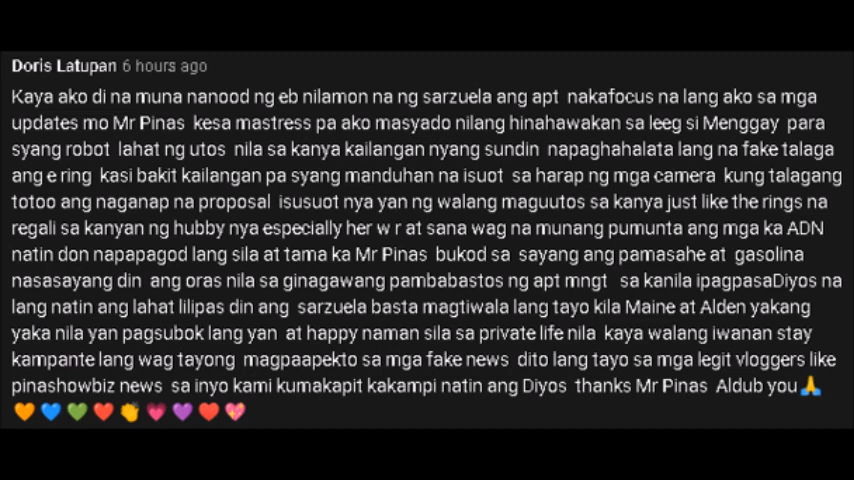 Doris Latupan 6 hours ago
Kaya ako di na muna nanood ng eb nilamon na ng sarzuela ang apt nakafocus na lang ako sa mga
updates mo Mr Pinas kesa mastress pa ako masyado nilang hinahawakan sa leeg si Menggay para
syang robot lahat ng utos nila sa kanya kailangan nyang sundin napaghahalata lang na fake talaga
ang e ring kasi bakit kailangan pa syang manduhan na isuot sa harap ng mga camera kung talagang
totoo ang naganap na proposal isusuot nya yan ng walang maguutos sa kanya just like the rings na
regali sa kanyan ng hubby nya especially her w r at sana wag na munang pumunta ang mga ka ADN
natin don napapagod lang sila at tama ka Mr Pinas bukod sa sayang ang pamasahe at gasolina
nasasayang din ang oras nila sa ginagawang pambabastos ng apt mngt sa kanila ipagpasaDiyos na
lang natin ang lahat lilipas din ang sarzuela basta magtiwala lang tayo kila Maine at Alden yakang
yaka nila yan pagsubok lang yan at happy naman sila sa private life nila kaya walang iwanan stay
kampante lang wag tayong magpaapekto sa mga fake news dito lang tayo sa mga legit vloggers like
pinashowbiz news sa inyo kami kumakapit kakampi natin ang Diyos thanks Mr Pinas Aldub you🙏
🧡💙💚❤️👏💗💜❤️💖